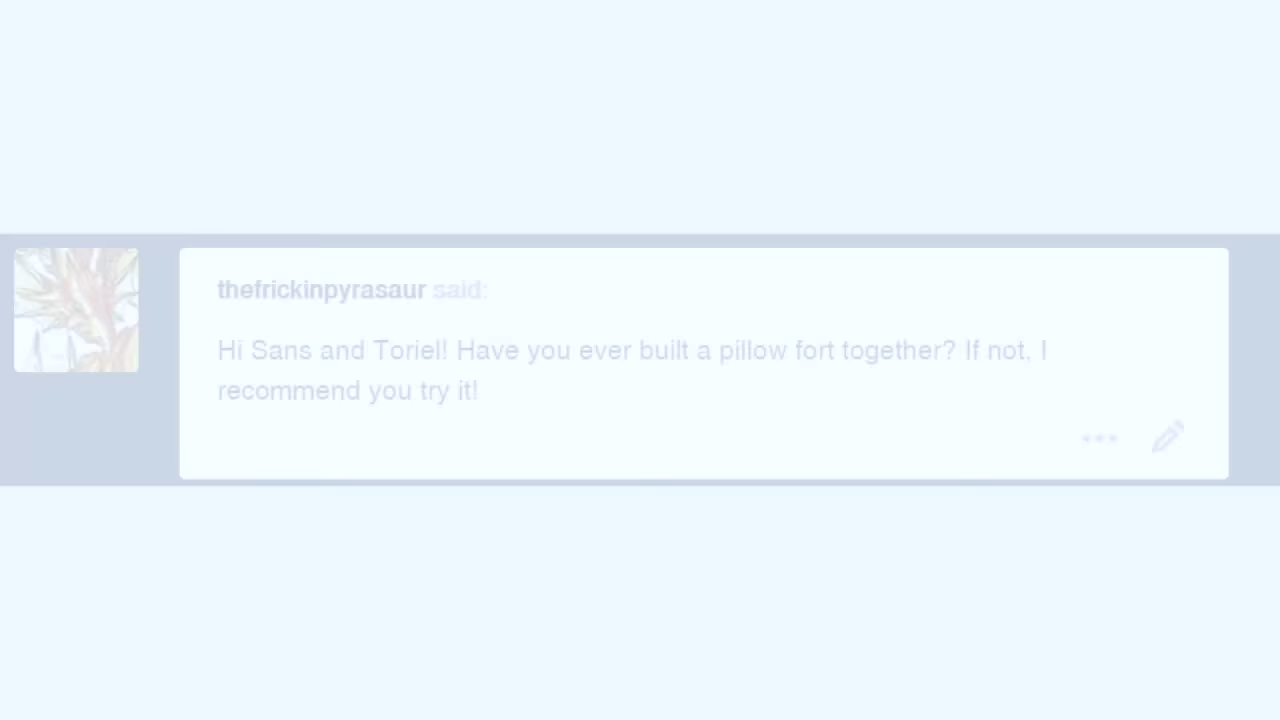 thefrickinpyrasaur said:
Hi Sans and Toriel! Have you ever built a pillow fort together? If not, I
recommend you try it!